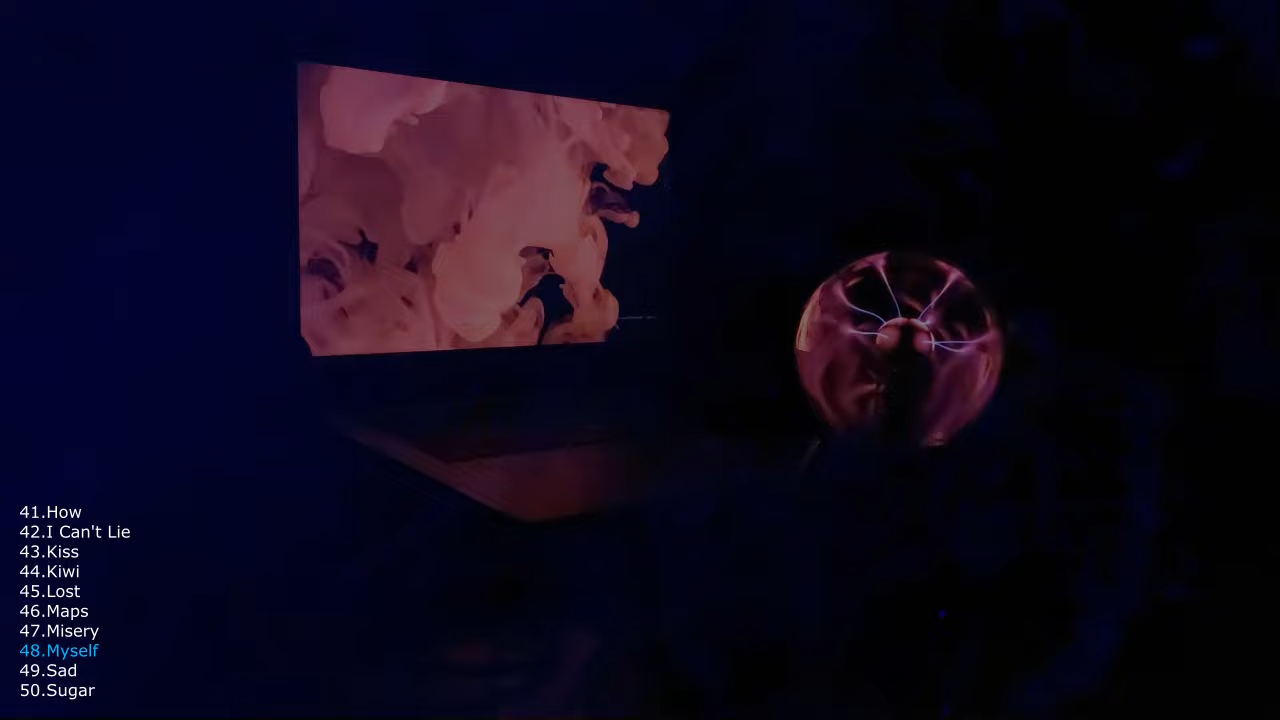 41.How
42.I Can't Lie
43.Kiss
44.Kiwi
45.Lost
46.Maps
47.Misery
48.Myself
49.Sad
50.Sugar